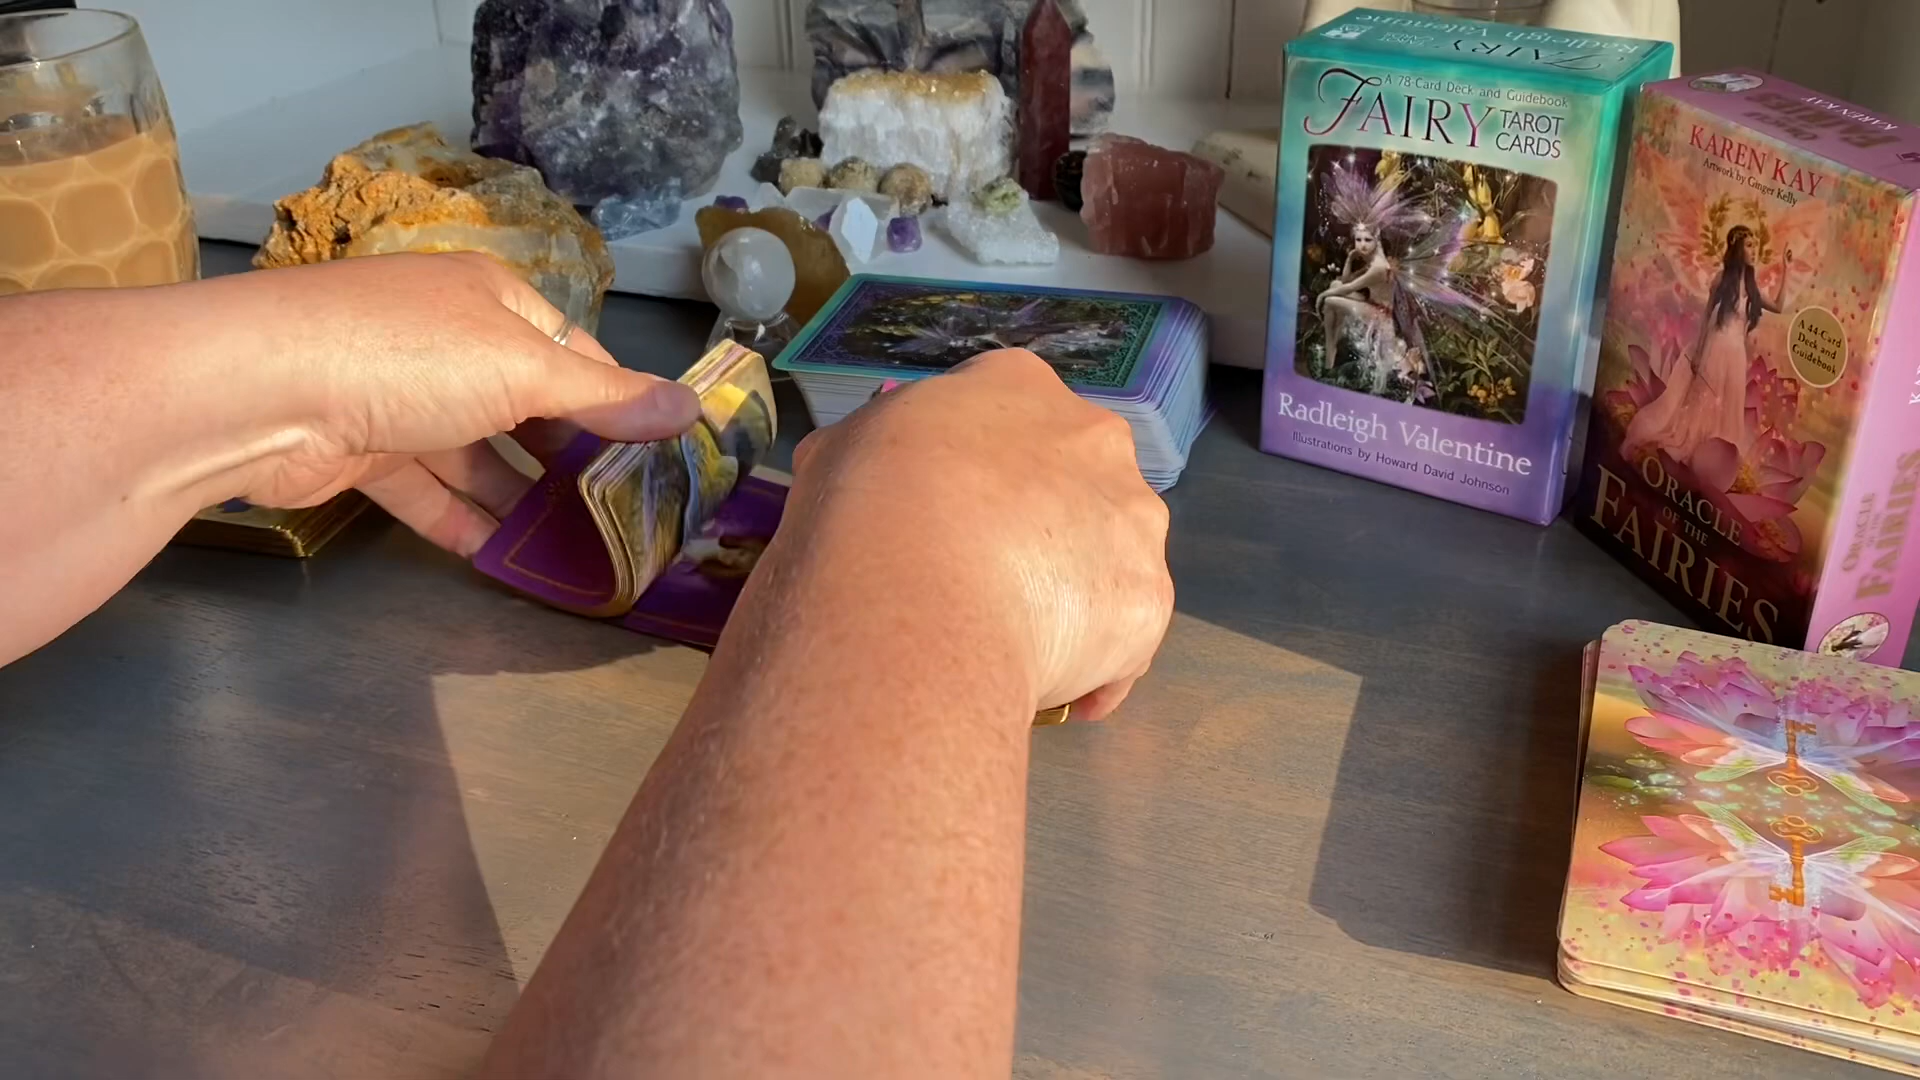 A 78-Card Deck and Guidebook
FAIRY
TAROT
CARDS
Radleigh Valentine
Illustrations by Howard David Johnson
Radleigh Valentine
FAIRY
KAREN KAY
Artwork by Ginger Kelly
A 44-Card
Deck and
Guidebook
ORACLE
OF THE
FAIRIES
KAREN KAY
ORACLE
FAIRIES